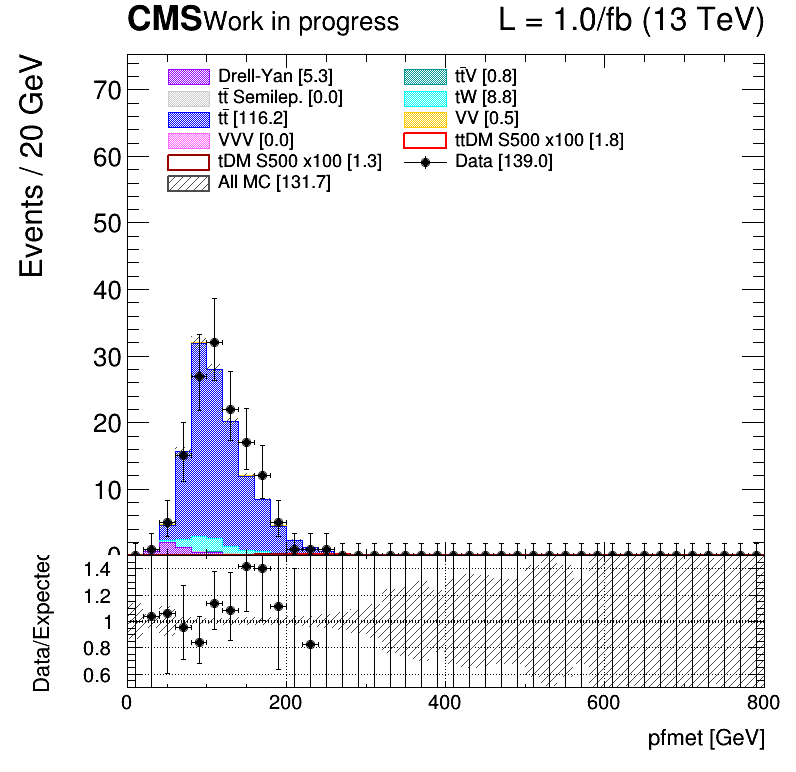 CMS Work in progress L = 1.0/fb (13 TeV)
Events / 20 GeV
Drell-Yan [5.3] tt̄V [0.8]
tt̄ Semilep. [0.0] tW [8.8]
tt̄ [116.2] VV [0.5]
VVV [0.0] ttDM S500 x100 [1.8]
tDM S500 x100 [1.3] Data [139.0]
All MC [131.7]
70
60
50
40
30
20
10
0
Data/Expected
1.4
1.2
1
0.8
0.6
0 200 400 600 800
pfmet [GeV]